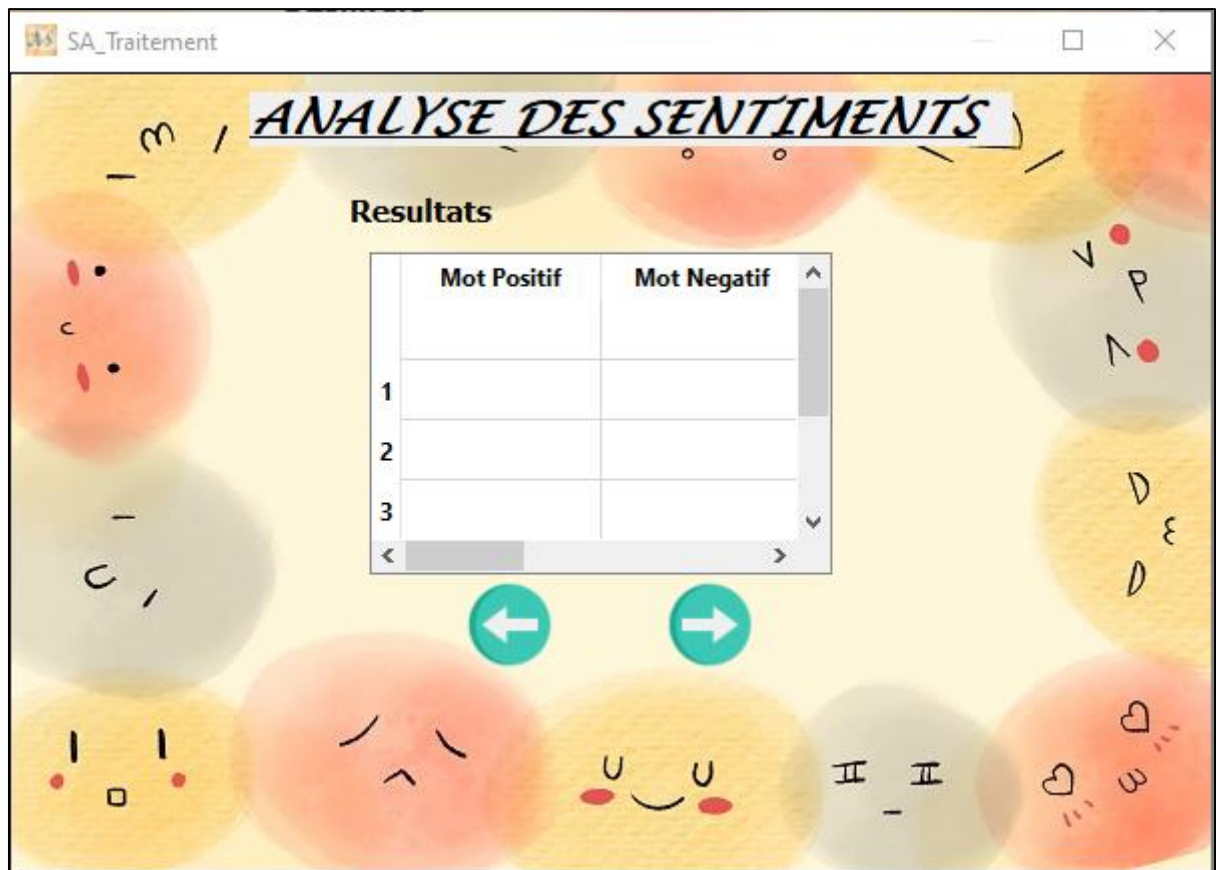 SA_Traitement
ANALYSE DES SENTIMENTS
Resultats
Mot Positif Mot Negatif
1
2
3